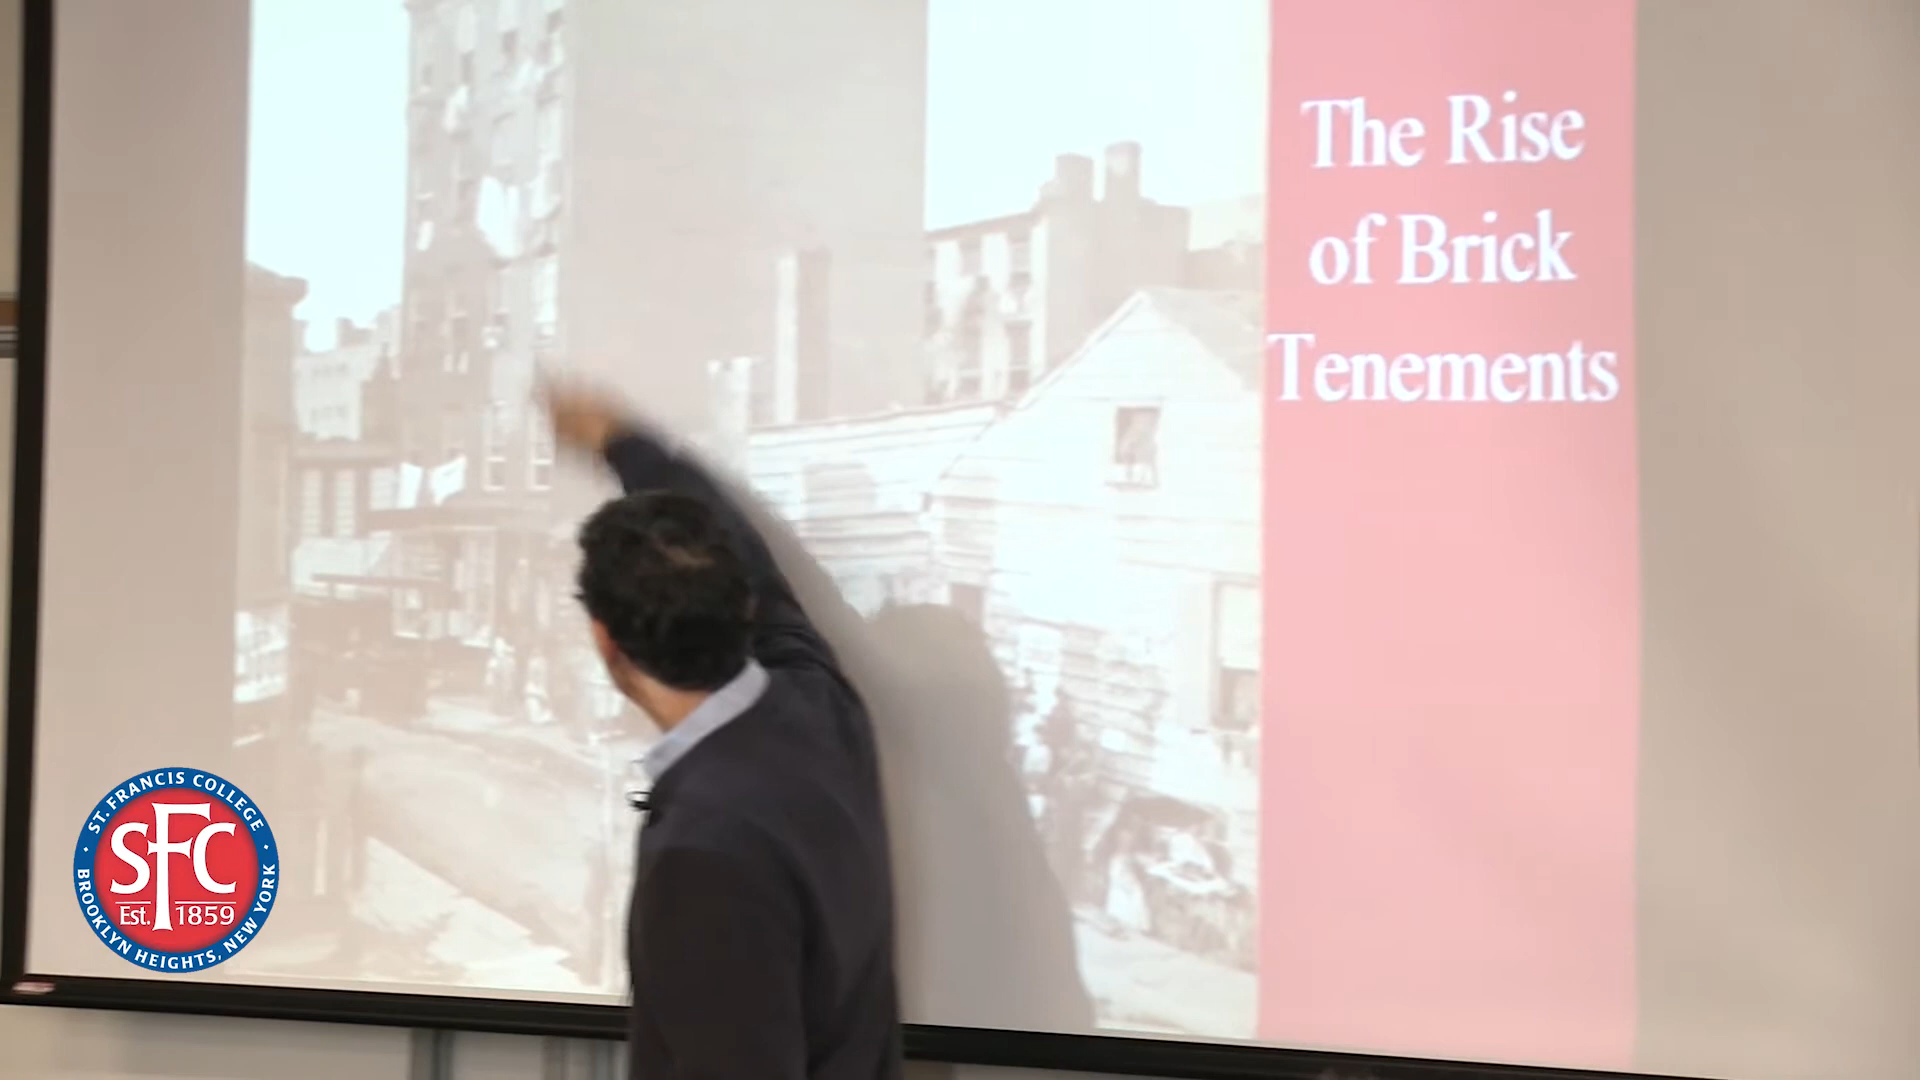 The Rise
of Brick
Tenements
ST. FRANCIS COLLEGE
SFC
Est. 1859
BROOKLYN HEIGHTS, NEW YORK